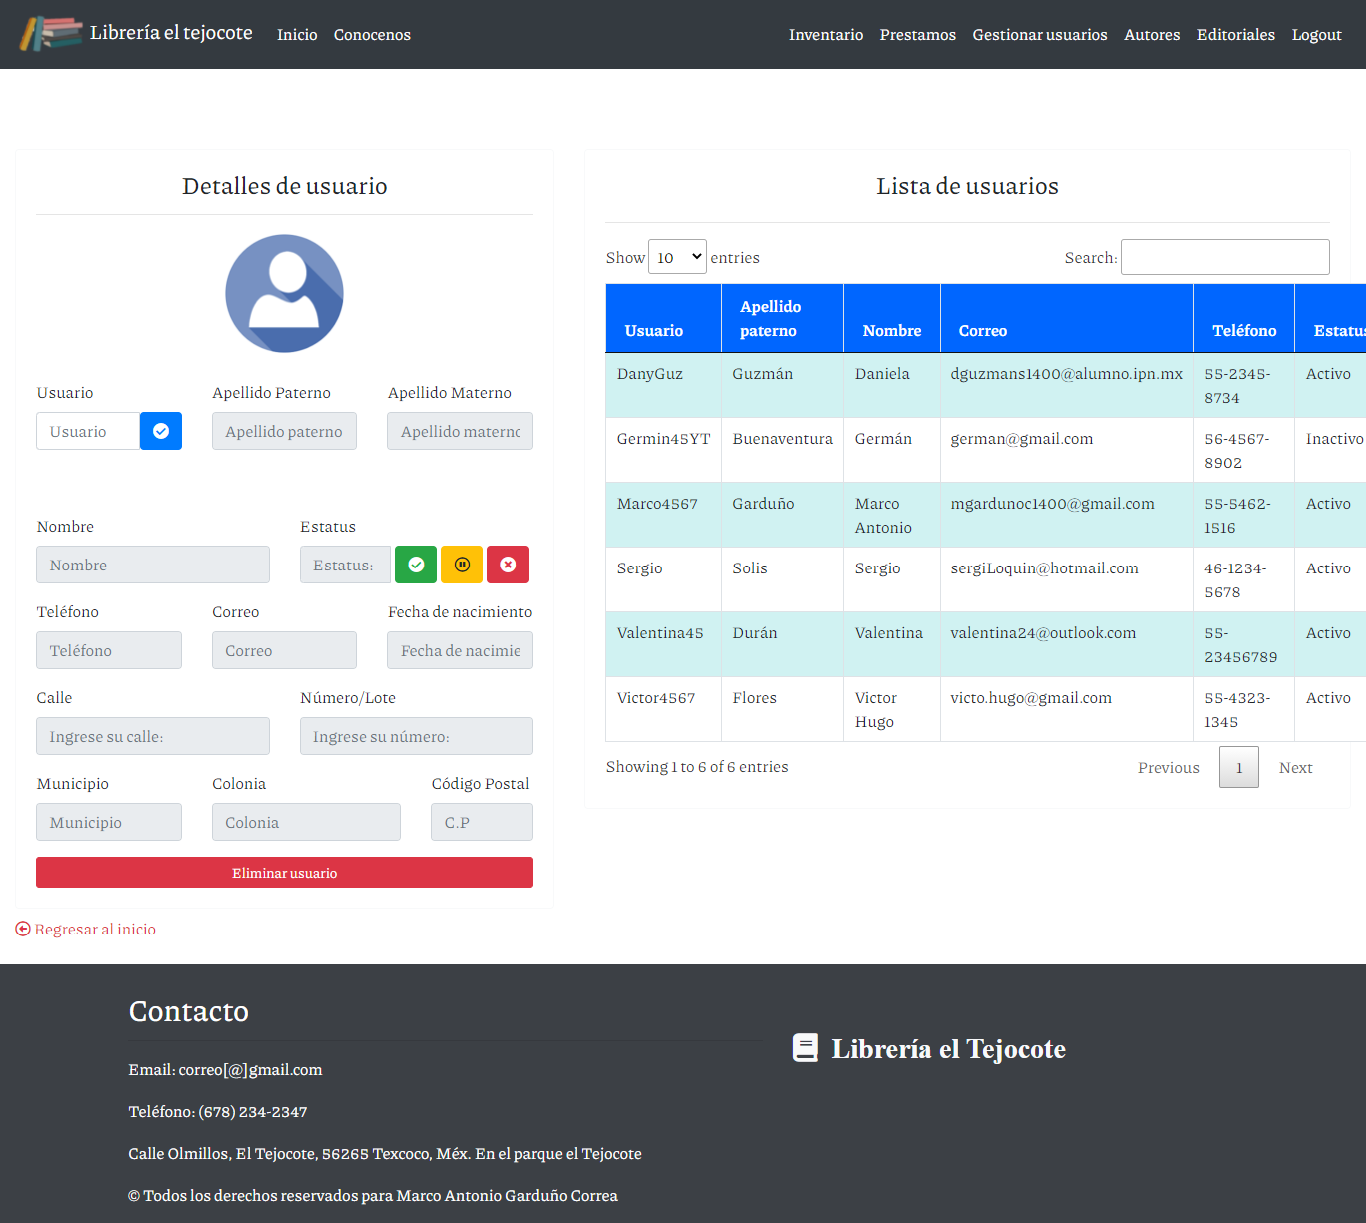 Librería el tejocote Inicio Conocenos Inventario Prestamos Gestionar usuarios Autores Editoriales Logout
Detalles de usuario
Usuario Apellido Paterno Apellido Materno
Usuario Apellido paterno Apellido materno
Nombre Estatus
Nombre Estatus:
Teléfono Correo Fecha de nacimiento
Teléfono Correo Fecha de nacimie
Calle Número/Lote
Ingrese su calle: Ingrese su número:
Municipio Colonia Código Postal
Municipio Colonia C.P
Eliminar usuario
Regresar al inicio
Lista de usuarios
Show 10 entries Search:
Usuario Apellido paterno Nombre Correo Teléfono Estatus
DanyGuz Guzmán Daniela dguzmans1400@alumno.ipn.mx 55-2345-8734 Activo
Germin45YT Buenaventura Germán german@gmail.com 56-4567-8902 Inactivo
Marco4567 Garduño Marco Antonio mgardunoc1400@gmail.com 55-5462-1516 Activo
Sergio Solis Sergio sergiLoquin@hotmail.com 46-1234-5678 Activo
Valentina45 Durán Valentina valentina24@outlook.com 55-23456789 Activo
Victor4567 Flores Victor Hugo victo.hugo@gmail.com 55-4323-1345 Activo
Showing 1 to 6 of 6 entries Previous 1 Next
Contacto
Email: correo[@]gmail.com
Teléfono: (678) 234-2347
Calle Olmillos, El Tejocote, 56265 Texcoco, Méx. En el parque el Tejocote
© Todos los derechos reservados para Marco Antonio Garduño Correa
Librería el Tejocote